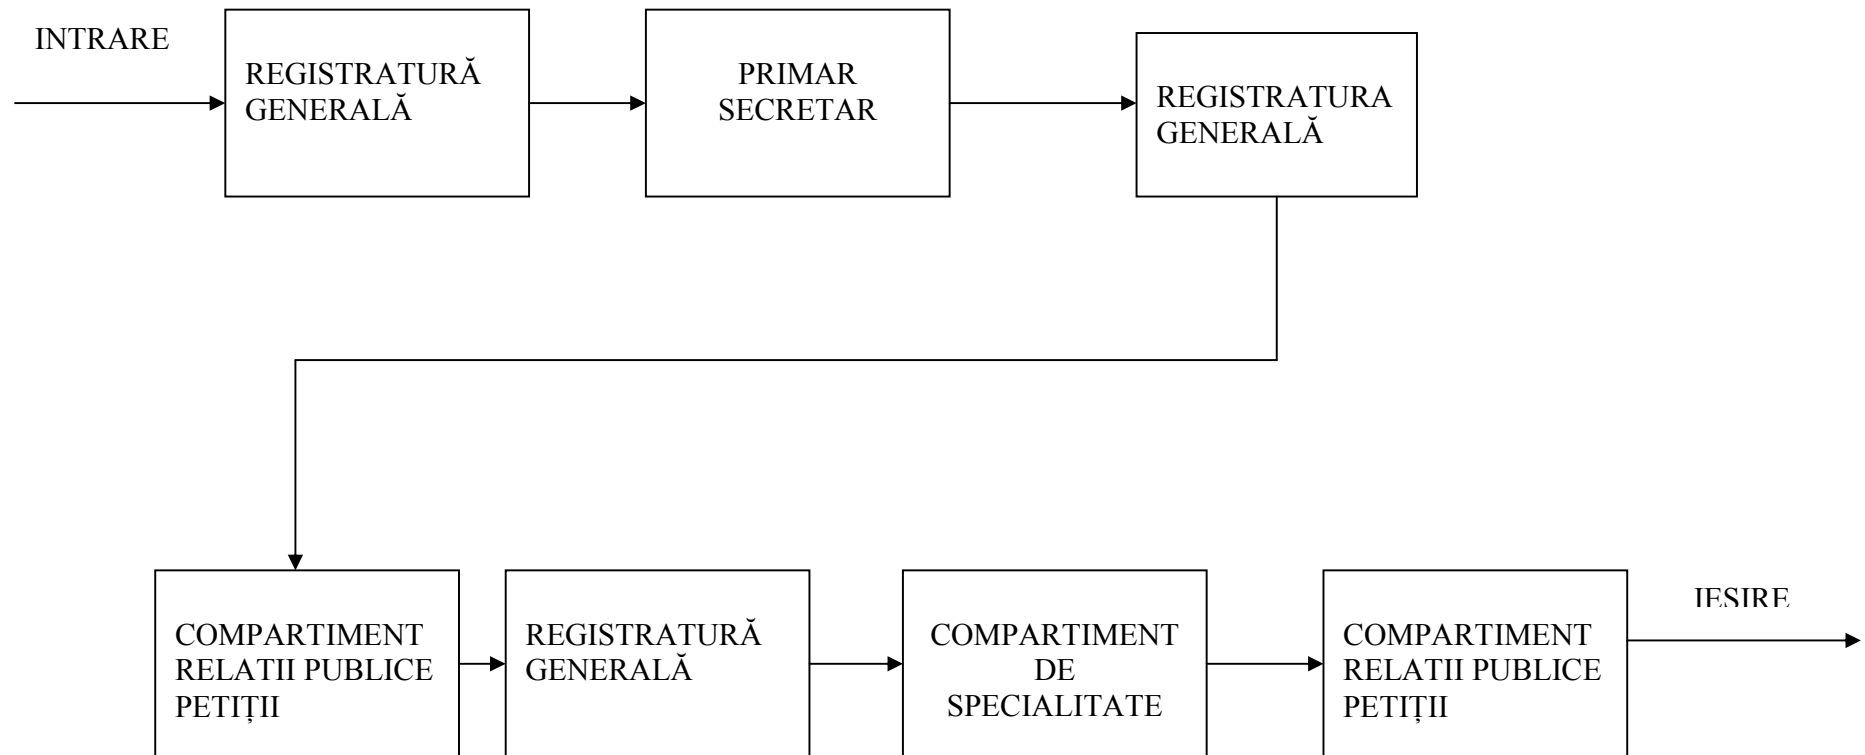 INTRARE
REGISTRATURĂ
GENERALĂ
PRIMAR
SECRETAR
REGISTRATURA
GENERALĂ
COMPARTIMENT
RELATII PUBLICE
PETIȚII
REGISTRATURĂ
GENERALĂ
COMPARTIMENT
DE
SPECIALITATE
COMPARTIMENT
RELATII PUBLICE
PETIȚII
IESIRE